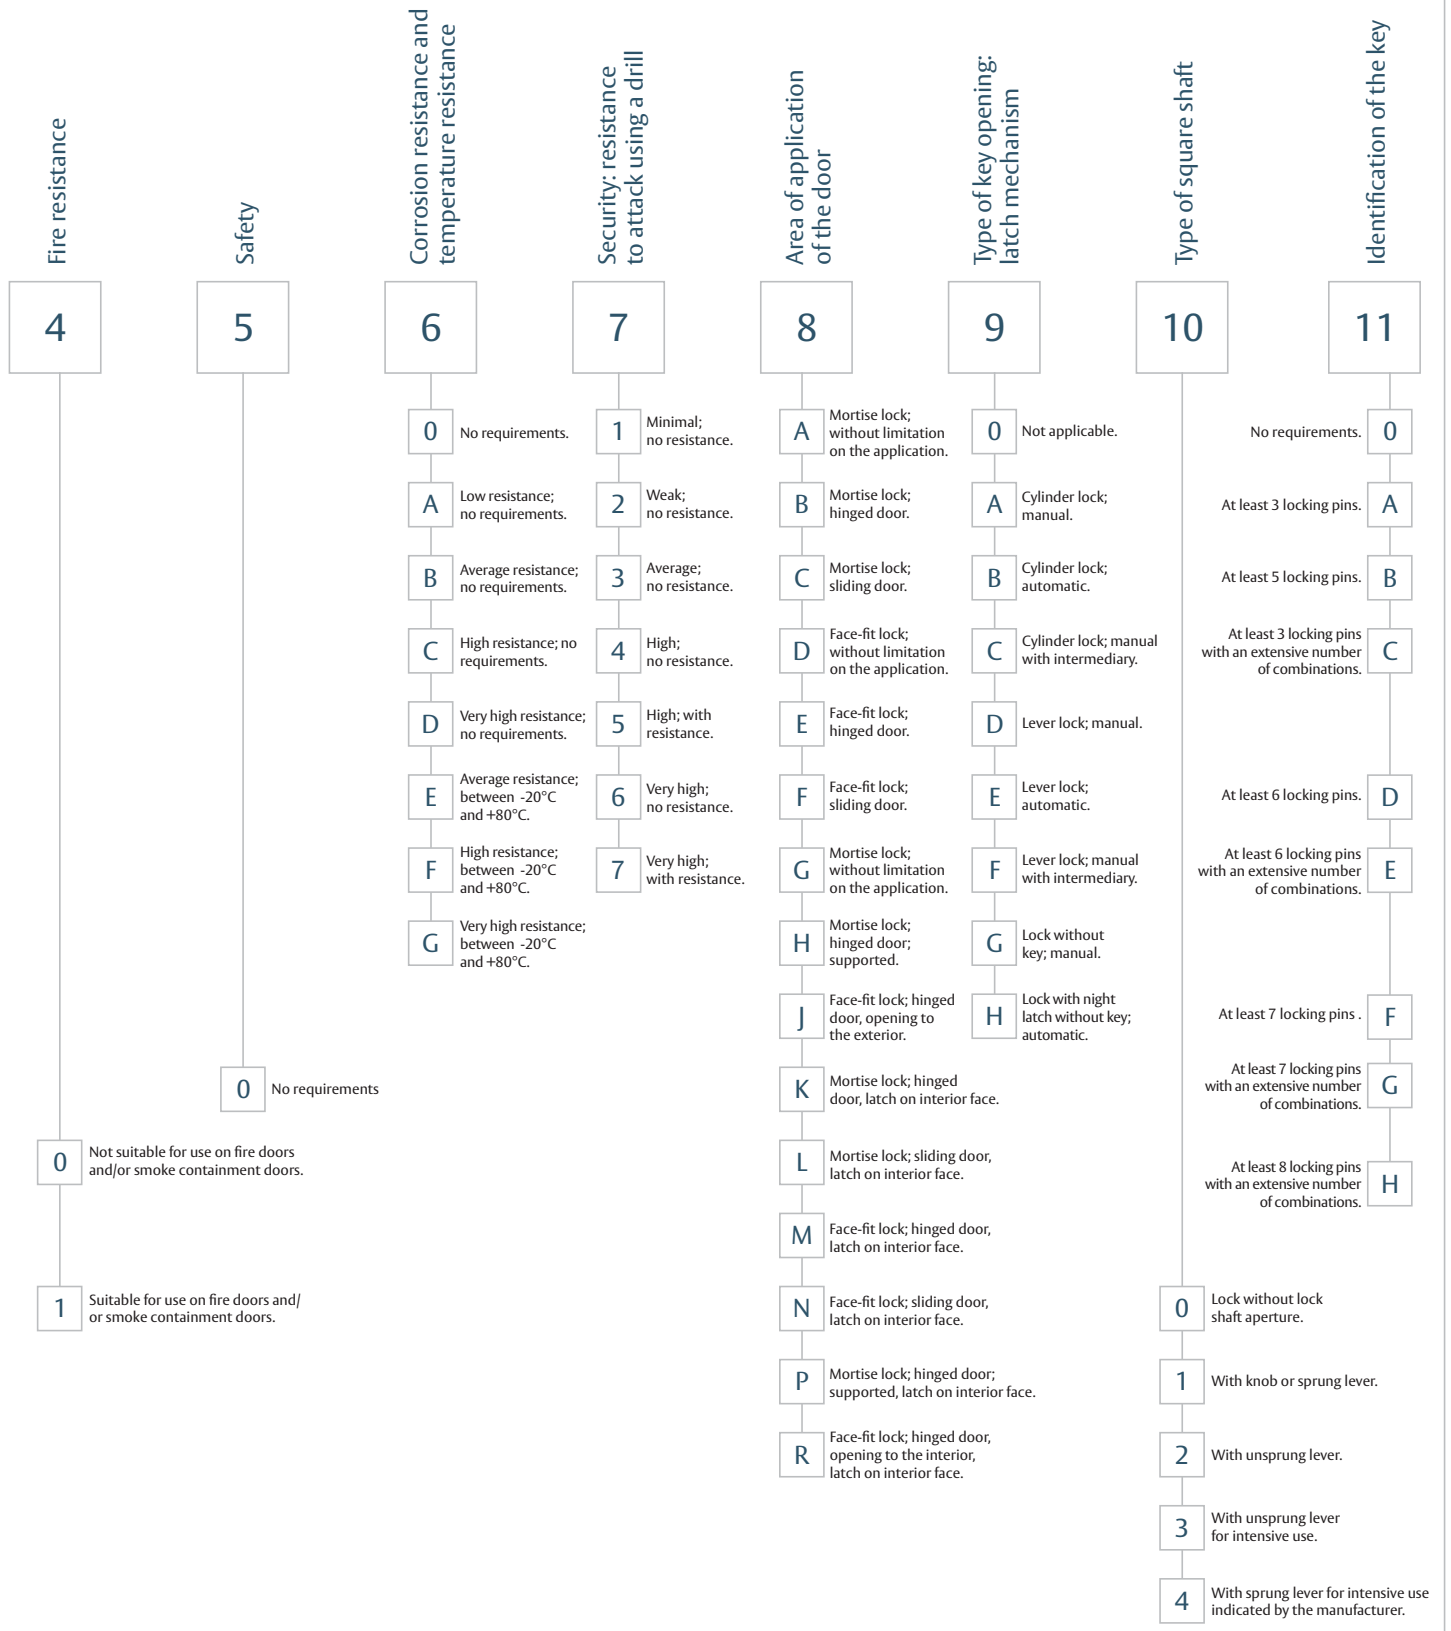 Fire resistance
4
0
Not suitable for use on fire doors
and/or smoke containment doors.
1
Suitable for use on fire doors and/
or smoke containment doors.
Safety
5
0
No requirements
Corrosion resistance and
temperature resistance
6
0
No requirements.
A
Low resistance;
no requirements.
B
Average resistance;
no requirements.
C
High resistance; no
requirements.
D
Very high resistance;
no requirements.
E
Average resistance;
between -20°C
and +80°C.
F
High resistance;
between -20°C
and +80°C.
G
Very high resistance;
between -20°C
and +80°C.
Security: resistance
to attack using a drill
7
1
Minimal;
no resistance.
2
Weak;
no resistance.
3
Average;
no resistance.
4
High;
no resistance.
5
High; with
resistance.
6
Very high;
no resistance.
7
Very high;
with resistance.
Area of application
of the door
8
A
Mortise lock;
without limitation
on the application.
B
Mortise lock;
hinged door.
C
Mortise lock;
sliding door.
D
Face-fit lock;
without limitation
on the application.
E
Face-fit lock;
hinged door.
F
Face-fit lock;
sliding door.
G
Mortise lock;
without limitation
on the application.
H
Mortise lock;
hinged door;
supported.
J
Face-fit lock; hinged
door, opening to
the exterior.
K
Mortise lock; hinged
door, latch on interior face.
L
Mortise lock; sliding door,
latch on interior face.
M
Face-fit lock; hinged door,
latch on interior face.
N
Face-fit lock; sliding door,
latch on interior face.
P
Mortise lock; hinged door;
supported, latch on interior face.
R
Face-fit lock; hinged door,
opening to the interior,
latch on interior face.
Type of key opening:
latch mechanism
9
0
Not applicable.
A
Cylinder lock;
manual.
B
Cylinder lock;
automatic.
C
Cylinder lock; manual
with intermediary.
D
Lever lock; manual.
E
Lever lock;
automatic.
F
Lever lock; manual
with intermediary.
G
Lock without
key; manual.
H
Lock with night
latch without key;
automatic.
Type of square shaft
10
0
Lock without lock
shaft aperture.
1
With knob or sprung lever.
2
With unsprung lever.
3
With unsprung lever
for intensive use.
4
With sprung lever for intensive use
indicated by the manufacturer.
Identification of the key
11
No requirements.
0
At least 3 locking pins.
A
At least 5 locking pins.
B
At least 3 locking pins
with an extensive number
of combinations.
C
At least 6 locking pins.
D
At least 6 locking pins
with an extensive number
of combinations.
E
At least 7 locking pins .
F
At least 7 locking pins
with an extensive number
of combinations.
G
At least 8 locking pins
with an extensive number
of combinations.
H